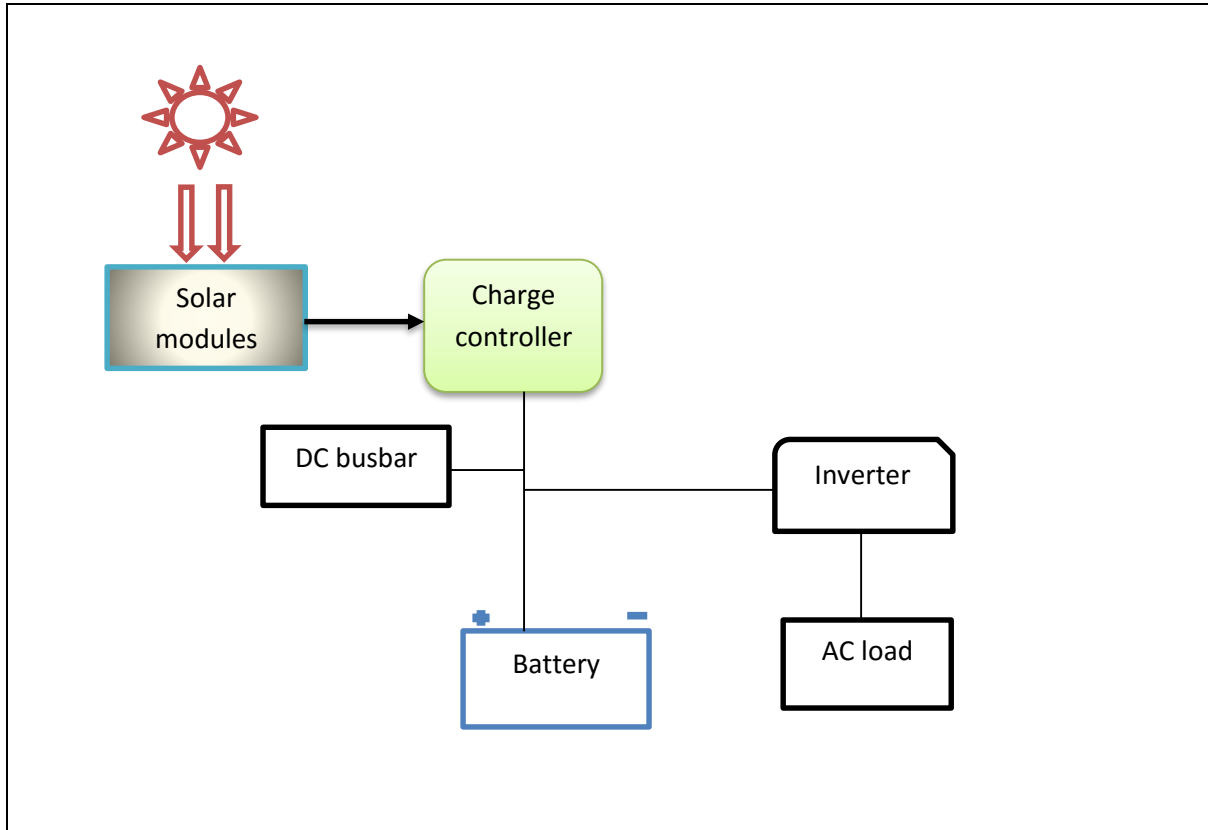 Solar
modules
Charge
controller
DC busbar
Inverter
Battery
AC load